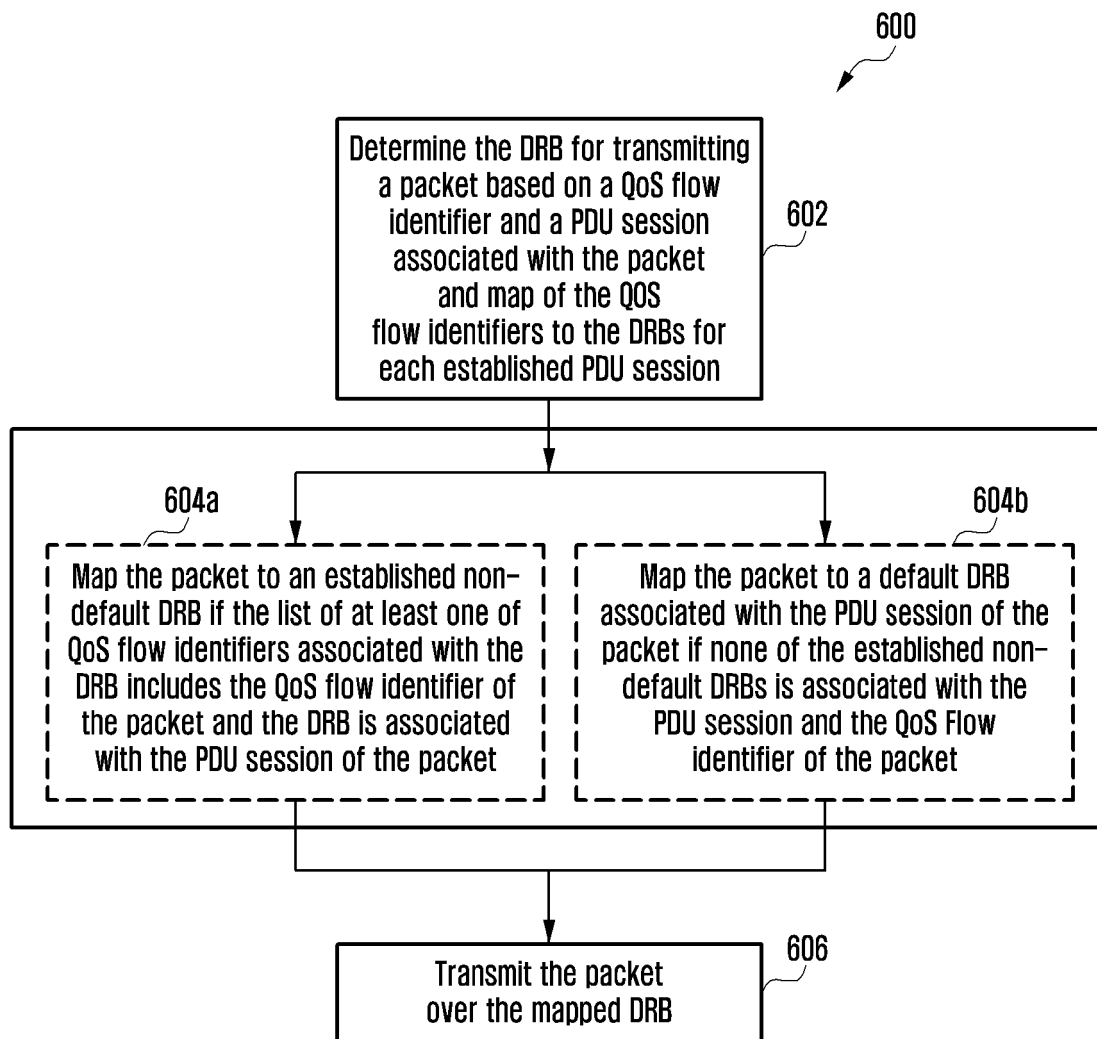 600
Determine the DRB for transmitting
a packet based on a QoS flow
identifier and a PDU session
associated with the packet
and map of the QOS
flow identifiers to the DRBs for
each established PDU session
602
604a
Map the packet to an established non-
default DRB if the list of at least one of
QoS flow identifiers associated with the
DRB includes the QoS flow identifier of
the packet and the DRB is associated
with the PDU session of the packet
604b
Map the packet to a default DRB
associated with the PDU session of the
packet if none of the established non-
default DRBs is associated with the
PDU session and the QoS Flow
identifier of the packet
606
Transmit the packet
over the mapped DRB